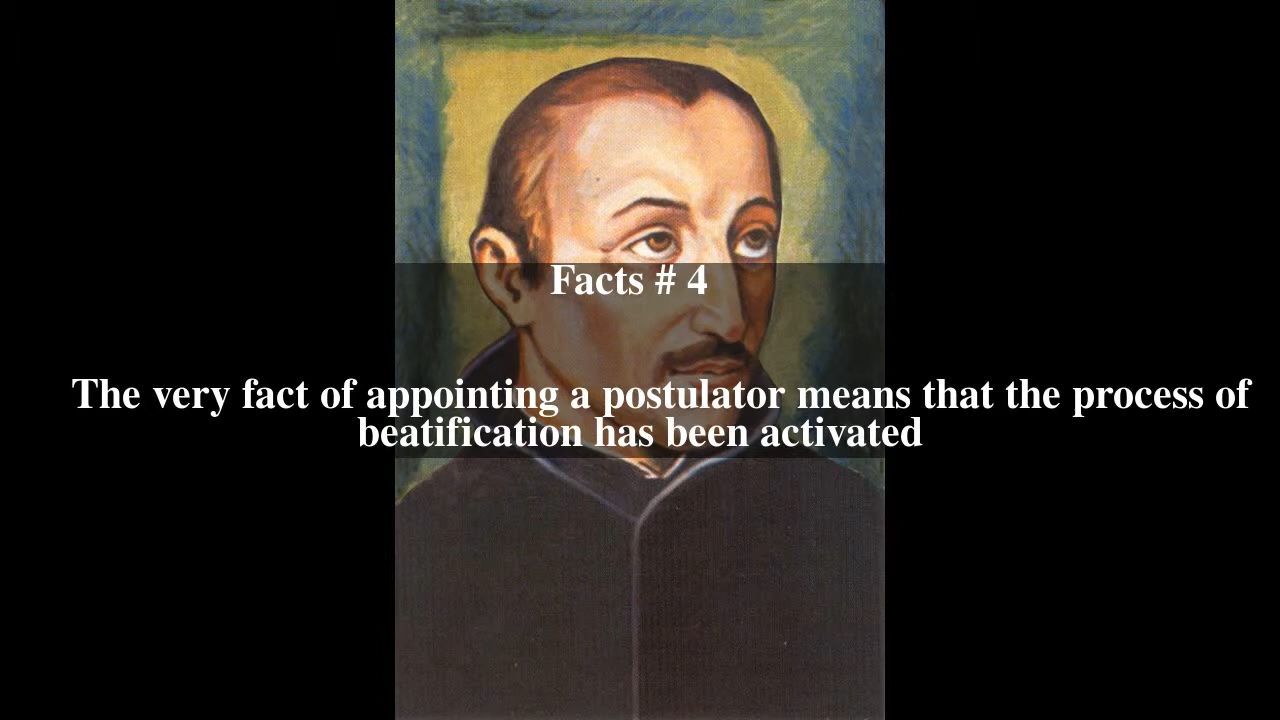 Facts # 4
The very fact of appointing a postulator means that the process of
beatification has been activated